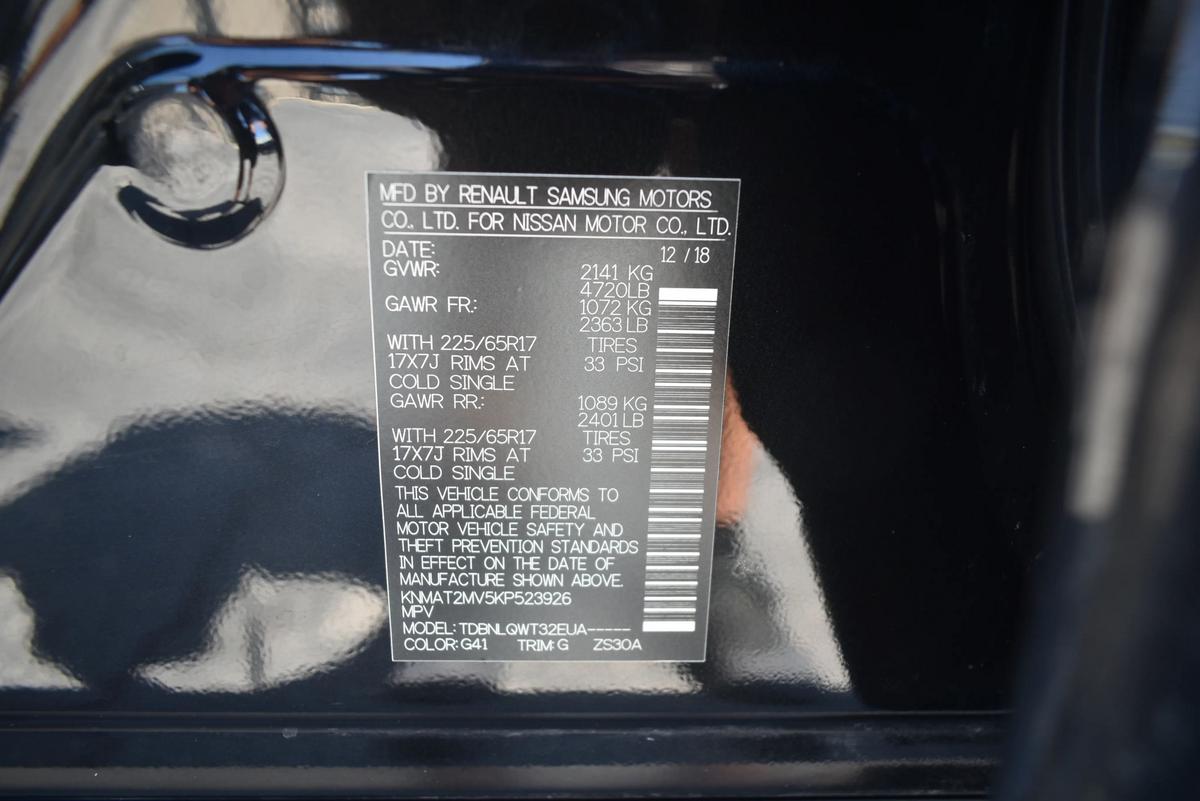 MFD BY RENAULT SAMSUNG MOTORS
CO., LTD. FOR NISSAN MOTOR CO., LTD.
DATE: 12 / 18
GVWR: 2141 KG
4720LB
GAWR FR.: 1072 KG
2363 LB
WITH 225/65R17 TIRES
17X7J RIMS AT 33 PSI
COLD SINGLE
GAWR RR.: 1089 KG
2401 LB
WITH 225/65R17 TIRES
17X7J RIMS AT 33 PSI
COLD SINGLE
THIS VEHICLE CONFORMS TO
ALL APPLICABLE FEDERAL
MOTOR VEHICLE SAFETY AND
THEFT PREVENTION STANDARDS
IN EFFECT ON THE DATE OF
MANUFACTURE SHOWN ABOVE.
KNMAT2MV5KP523926
MPV
MODEL: TDBNLQWT32EUA-----
COLOR: G41 TRIM: G ZS30A